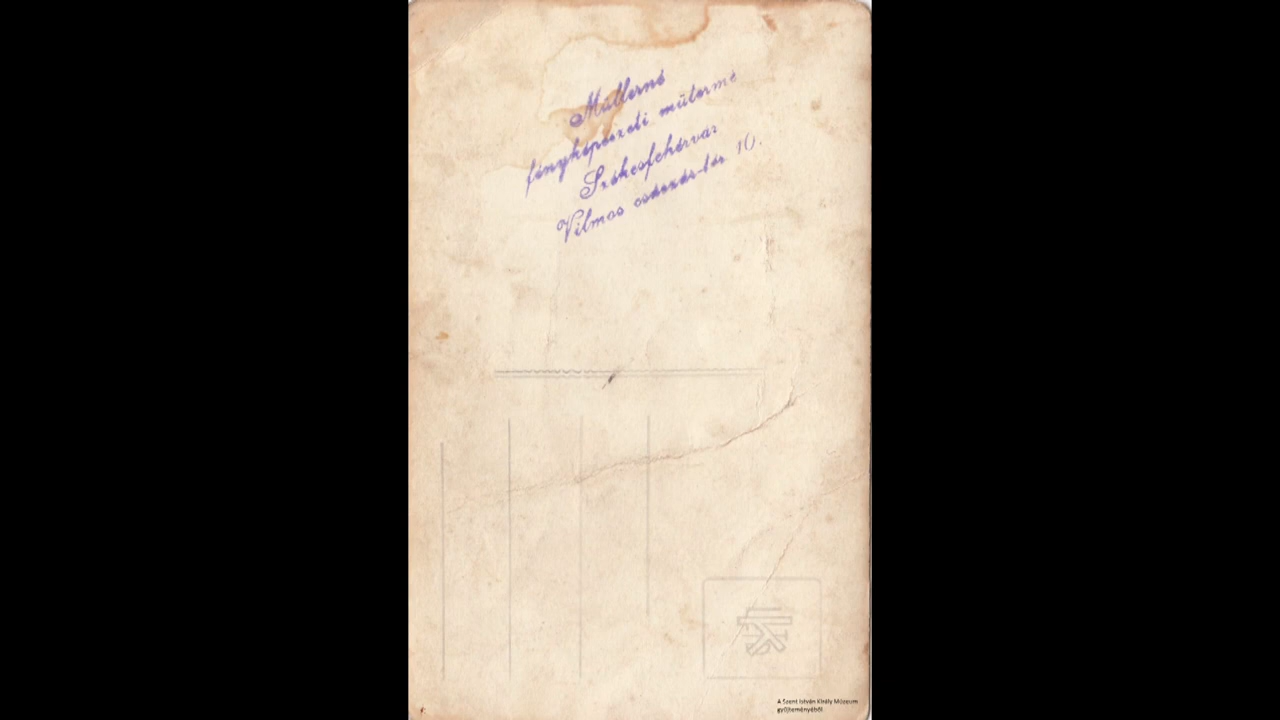 Müllerné
fényképészeti műterme
Székesfehérvár
Vilmos császár-tér 10.
A Szent István Király Múzeum
gyűjteményéből